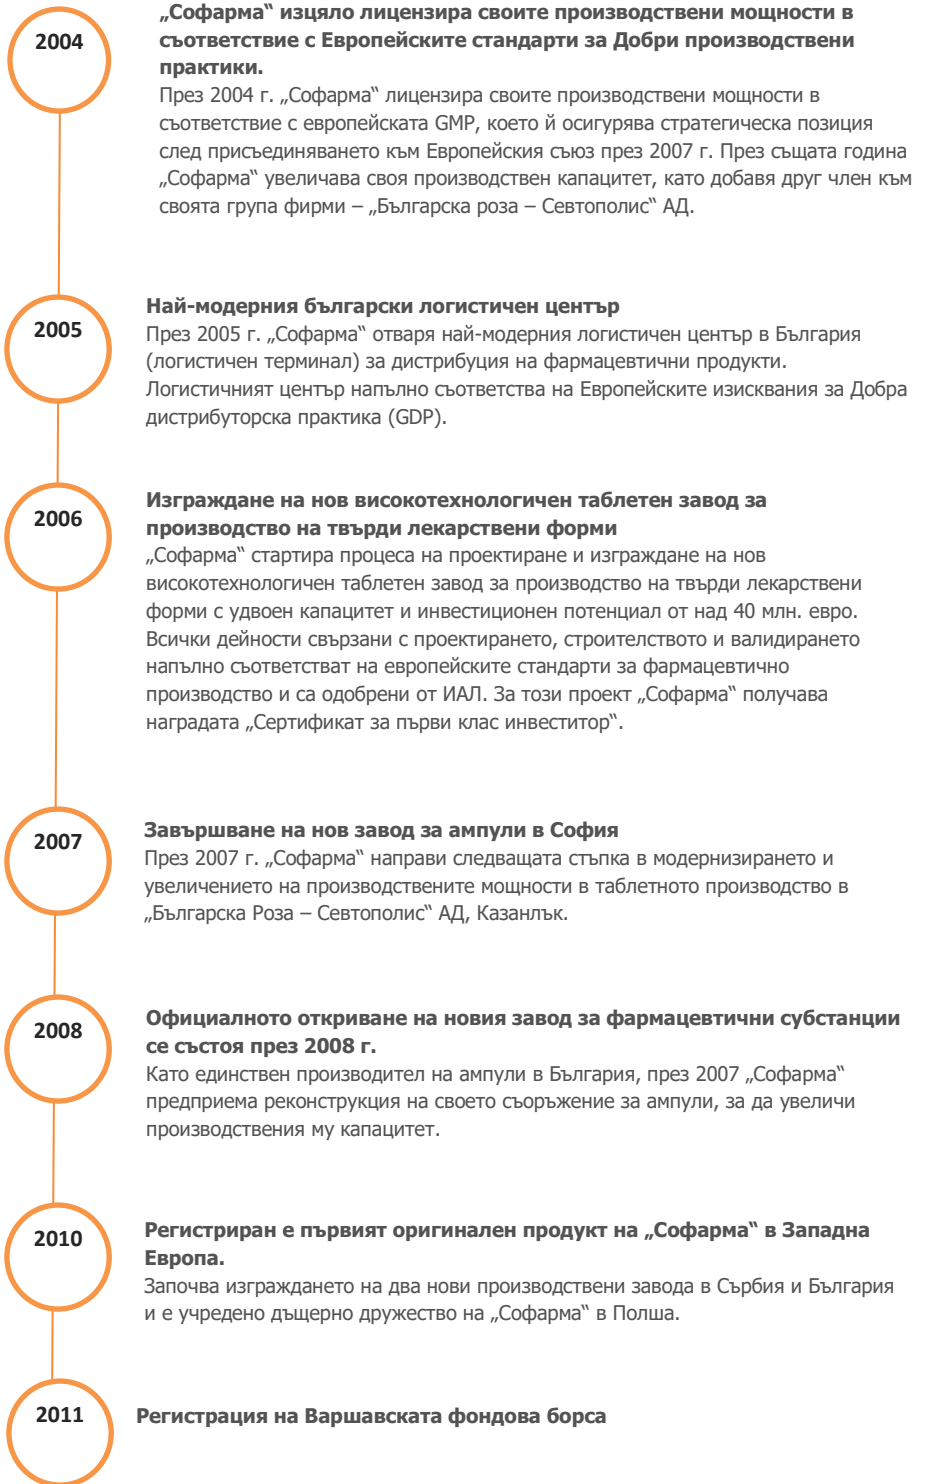 2004
„Софарма“ изцяло лицензира своите производствени мощности в
съответствие с Европейските стандарти за Добри производствени
практики.
През 2004 г. „Софарма“ лицензира своите производствени мощности в
съответствие с европейската GMP, което й осигурява стратегическа позиция
след присъединяването към Европейския съюз през 2007 г. През същата година
„Софарма“ увеличава своя производствен капацитет, като добавя друг член към
своята група фирми – „Българска роза – Севтополис“ АД.
2005
Най-модерния български логистичен център
През 2005 г. „Софарма“ отваря най-модерния логистичен център в България
(логистичен терминал) за дистрибуция на фармацевтични продукти.
Логистичният център напълно съответства на Европейските изисквания за Добра
дистрибуторска практика (GDP).
2006
Изграждане на нов високотехнологичен таблетен завод за
производство на твърди лекарствени форми
„Софарма“ стартира процеса на проектиране и изграждане на нов
високотехнологичен таблетен завод за производство на твърди лекарствени
форми с удвоен капацитет и инвестиционен потенциал от над 40 млн. евро.
Всички дейности свързани с проектирането, строителството и валидирането
напълно съответстват на европейските стандарти за фармацевтично
производство и са одобрени от ИАЛ. За този проект „Софарма“ получава
наградата „Сертификат за първи клас инвеститор“.
2007
Завършване на нов завод за ампули в София
През 2007 г. „Софарма“ направи следващата стъпка в модернизирането и
увеличението на производствените мощности в таблетното производство в
„Българска Роза – Севтополис“ АД, Казанлък.
2008
Официалното откриване на новия завод за фармацевтични субстанции
се състоя през 2008 г.
Като единствен производител на ампули в България, през 2007 „Софарма“
предприема реконструкция на своето съоръжение за ампули, за да увеличи
производствения му капацитет.
2010
Регистриран е първият оригинален продукт на „Софарма“ в Западна
Европа.
Започва изграждането на два нови производствени завода в Сърбия и България
и е учредено дъщерно дружество на „Софарма“ в Полша.
2011
Регистрация на Варшавската фондова борса